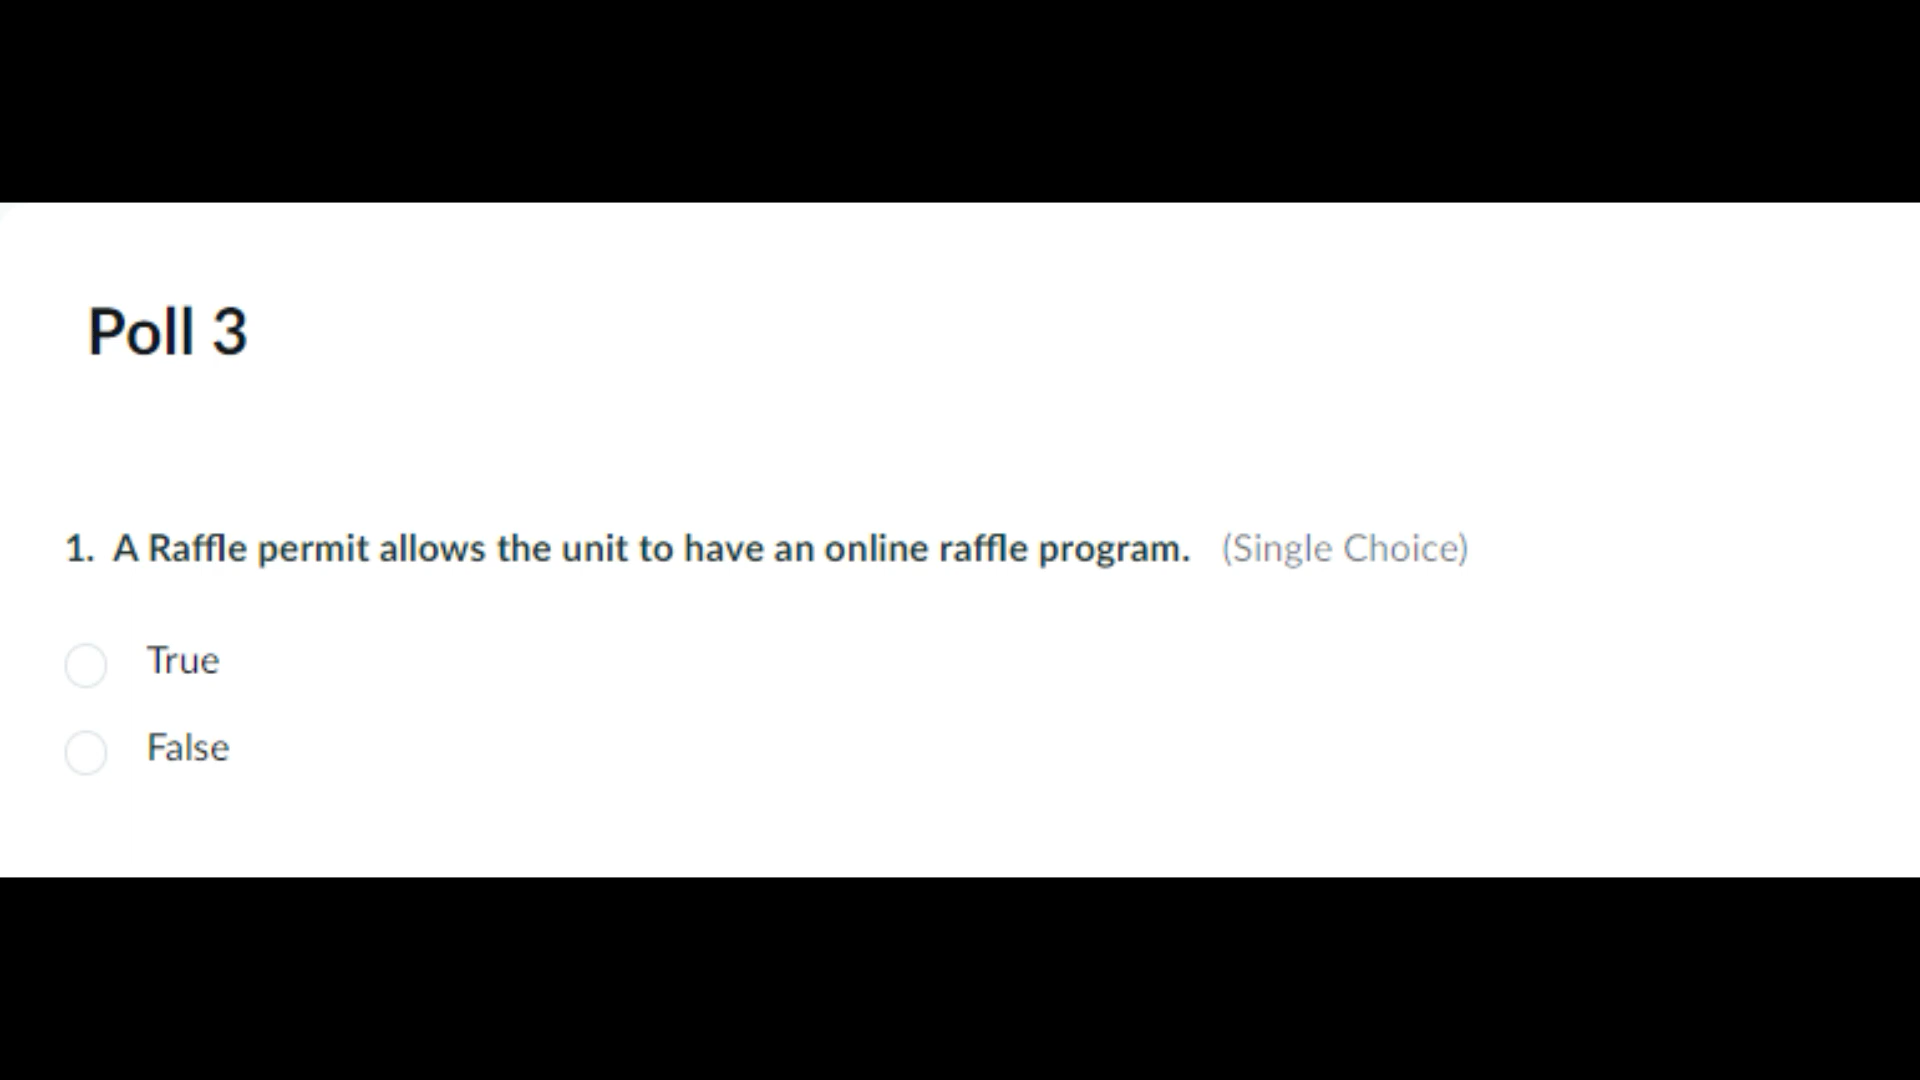 Poll 3
1. A Raffle permit allows the unit to have an online raffle program. (Single Choice)
True
False